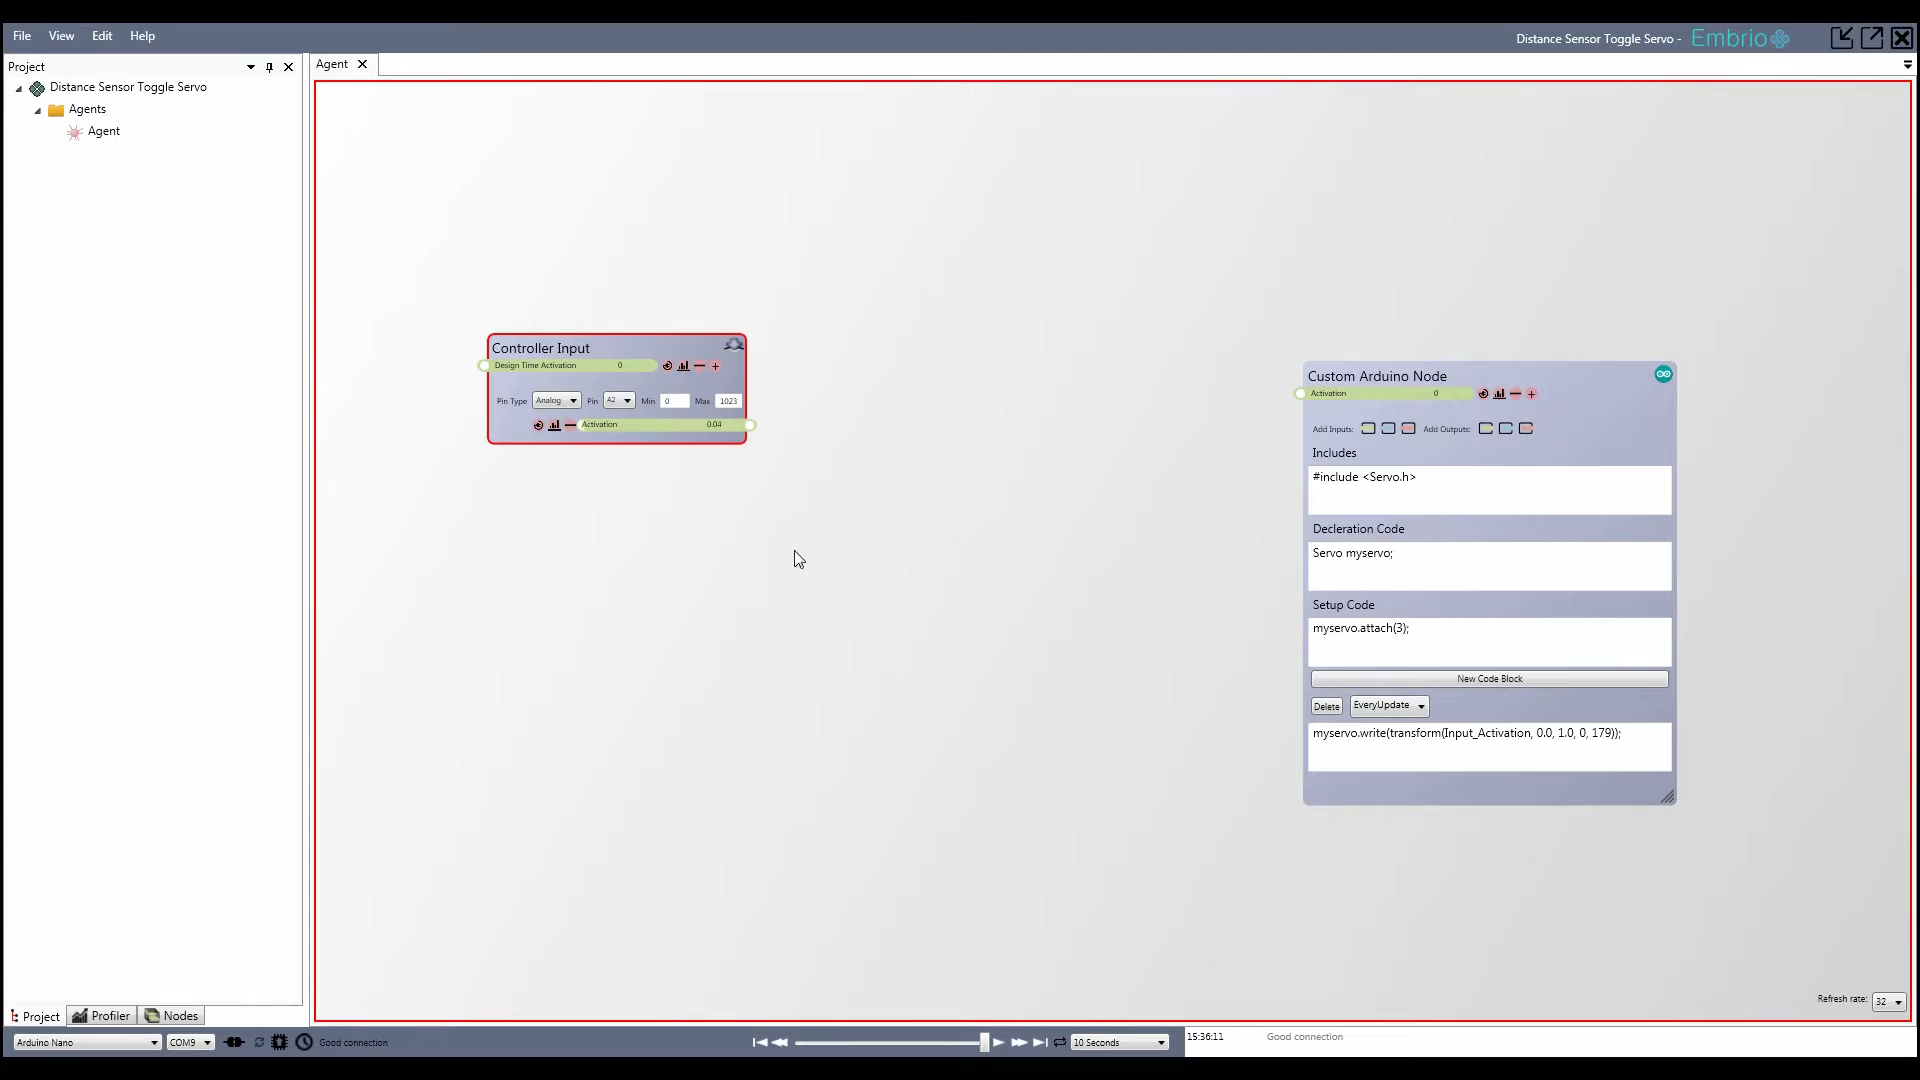 File View Edit Help
Distance Sensor Toggle Servo - Embrio
Project
Agent
Distance Sensor Toggle Servo
Agents
Agent
Controller Input
Design Time Activation 0
Pin Type Analog Pin A2 Min 0 Max 1023
Activation 0.04
Custom Arduino Node
Activation 0
Add Inputs: Add Outputs:
Includes
#include <Servo.h>
Decleration Code
Servo myservo;
Setup Code
myservo.attach(3);
New Code Block
Delete EveryUpdate
myservo.write(transform(Input_Activation, 0.0, 1.0, 0, 179));
Refresh rate: 32
Project Profiler Nodes
Arduino Nano COM9 Good connection 10 Seconds 15:36:11 Good connection